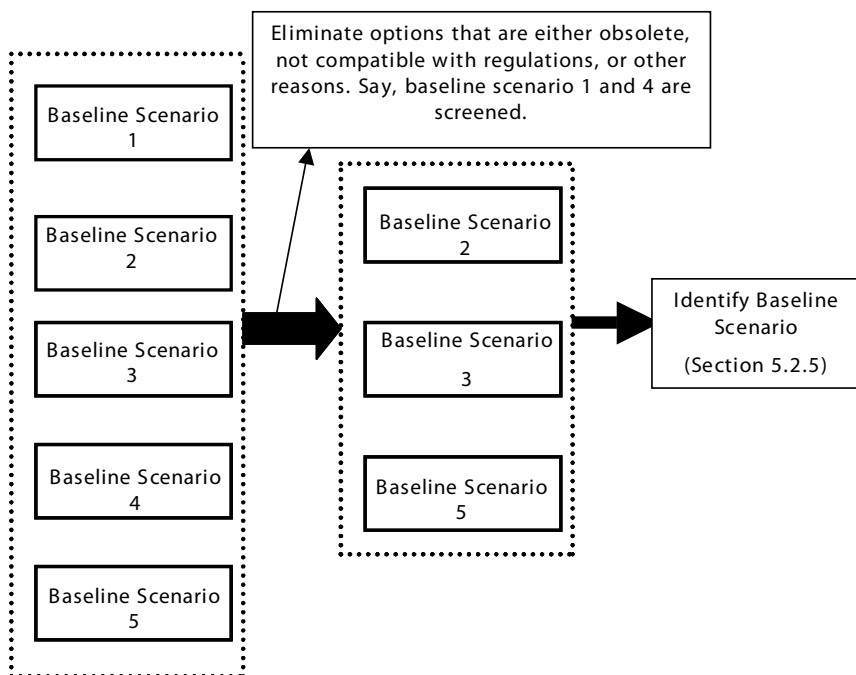 Eliminate options that are either obsolete,
not compatible with regulations, or other
reasons. Say, baseline scenario 1 and 4 are
screened.
Baseline Scenario
1
Baseline Scenario
2
Baseline Scenario
3
Baseline Scenario
4
Baseline Scenario
5
Baseline Scenario
2
Baseline Scenario
3
Baseline Scenario
5
Identify Baseline
Scenario
(Section 5.2.5)